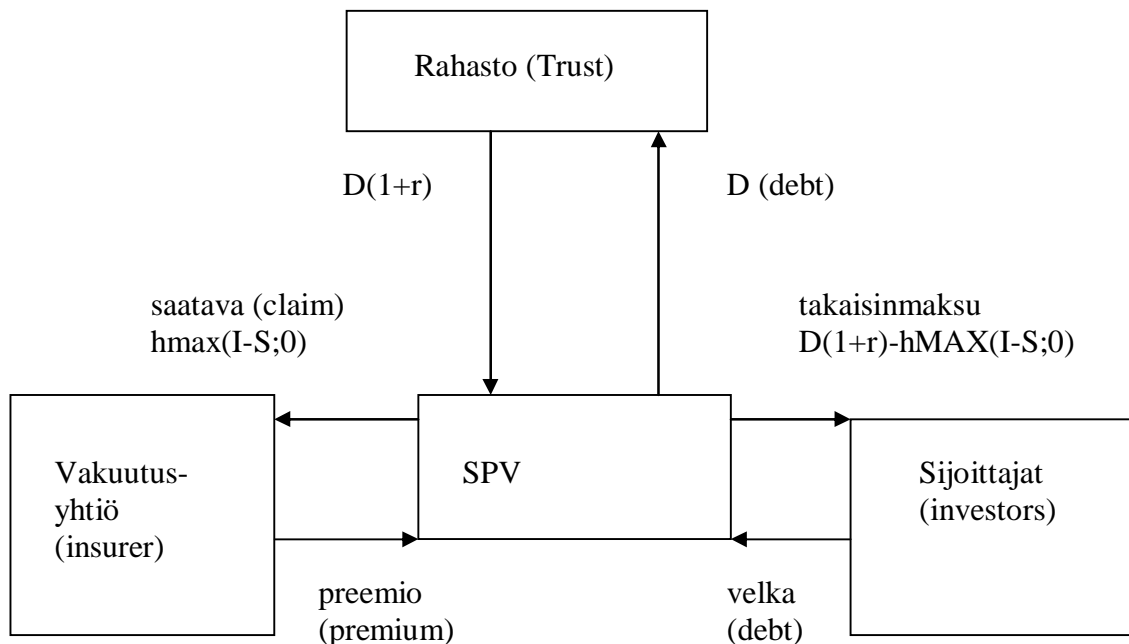 Rahasto (Trust)
D(1+r)
D (debt)
saatava (claim)
hmax(I-S;0)
takaisinmaksu
D(1+r)-hMAX(I-S;0)
Vakuutus-
yhtiö
(insurer)
SPV
Sijoittajat
(investors)
preemio
(premium)
velka
(debt)